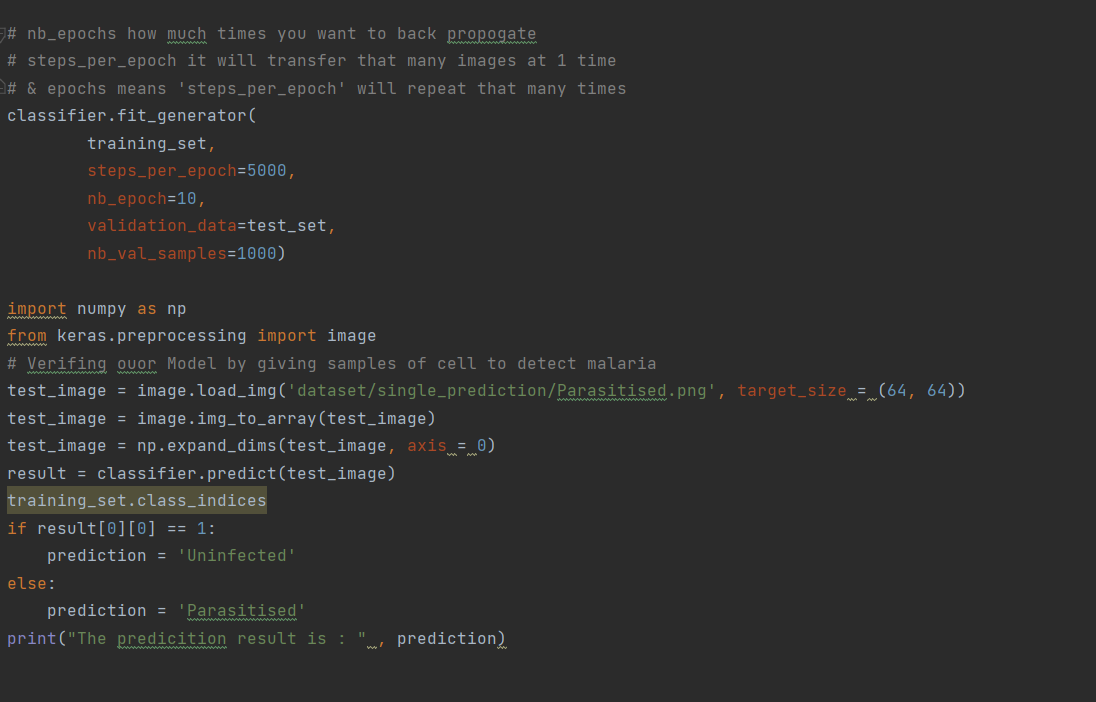 # nb_epochs how much times you want to back propogate
# steps_per_epoch it will transfer that many images at 1 time
# & epochs means 'steps_per_epoch' will repeat that many times
classifier.fit_generator(
        training_set,
        steps_per_epoch=5000,
        nb_epoch=10,
        validation_data=test_set,
        nb_val_samples=1000)
import numpy as np
from keras.preprocessing import image
# Verifing ouor Model by giving samples of cell to detect malaria
test_image = image.load_img('dataset/single_prediction/Parasitised.png', target_size = (64, 64))
test_image = image.img_to_array(test_image)
test_image = np.expand_dims(test_image, axis = 0)
result = classifier.predict(test_image)
training_set.class_indices
if result[0][0] == 1:
    prediction = 'Uninfected'
else:
    prediction = 'Parasitised'
print("The predicition result is : " , prediction)